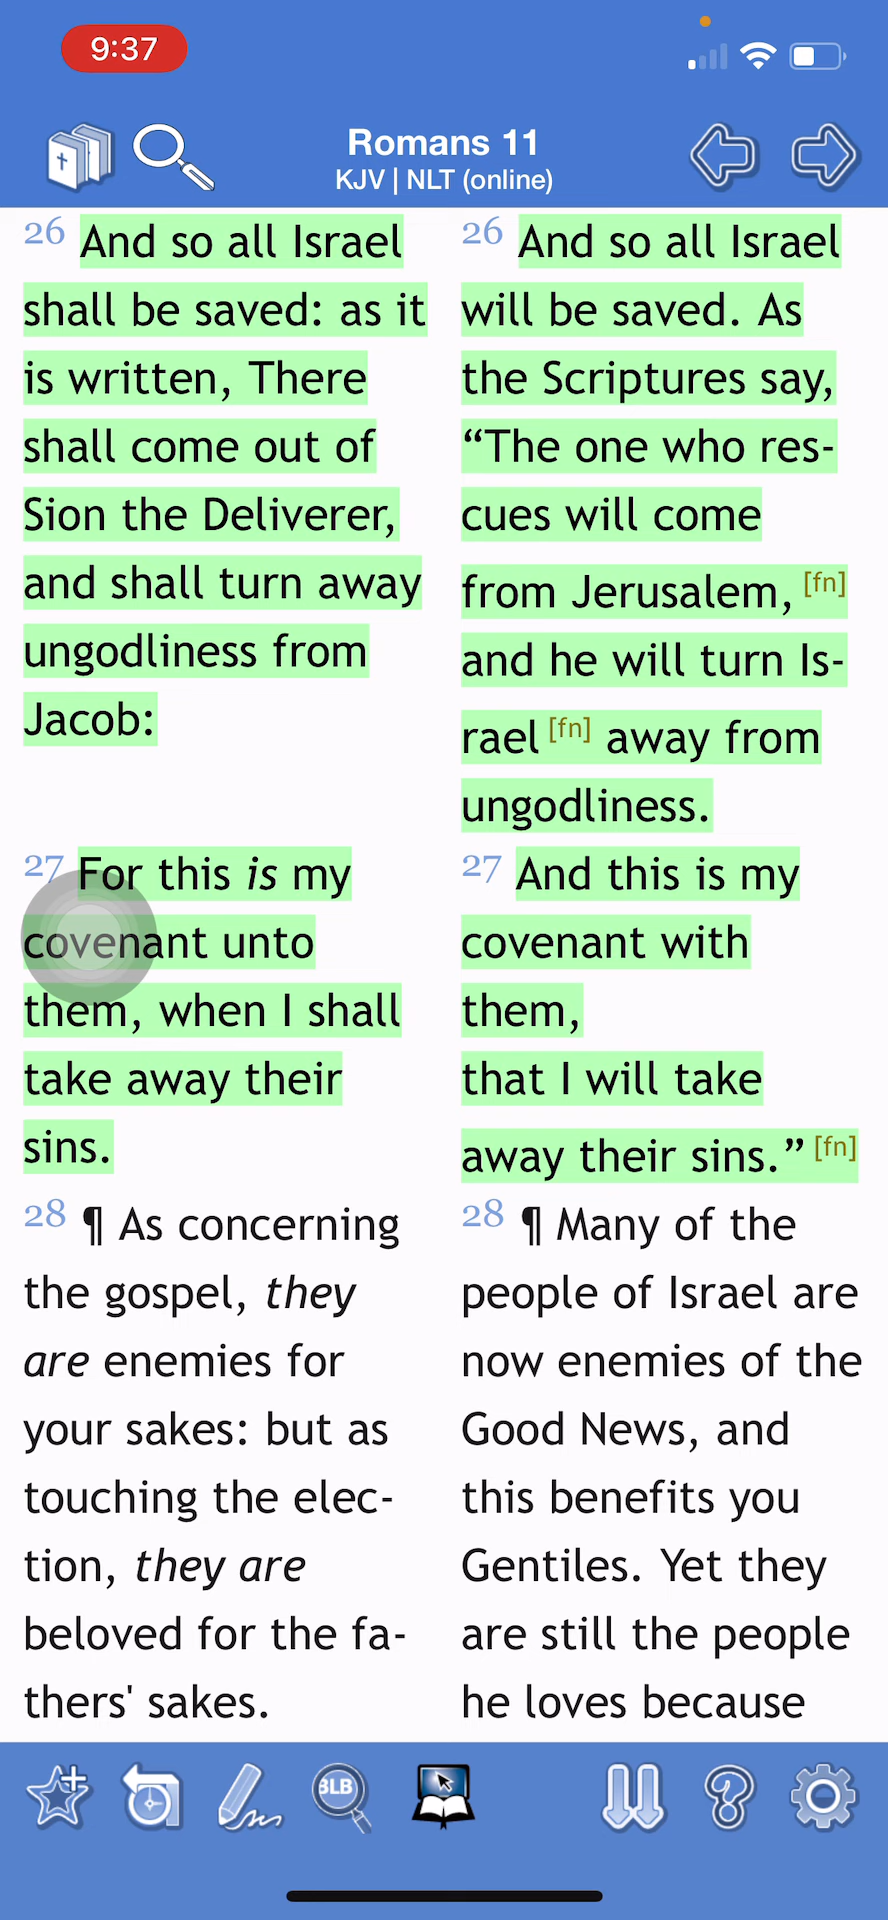 9:37
Romans 11
KJV | NLT (online)
26 And so all Israel
shall be saved: as it
is written, There
shall come out of
Sion the Deliverer,
and shall turn away
ungodliness from
Jacob:
27 For this is my
covenant unto
them, when I shall
take away their
sins.
28 ¶ As concerning
the gospel, they
are enemies for
your sakes: but as
touching the elec-
tion, they are
beloved for the fa-
thers' sakes.
26 And so all Israel
will be saved. As
the Scriptures say,
“The one who res-
cues will come
from Jerusalem, [fn]
and he will turn Is-
rael [fn] away from
ungodliness.
27 And this is my
covenant with
them,
that I will take
away their sins.” [fn]
28 ¶ Many of the
people of Israel are
now enemies of the
Good News, and
this benefits you
Gentiles. Yet they
are still the people
he loves because
BLB